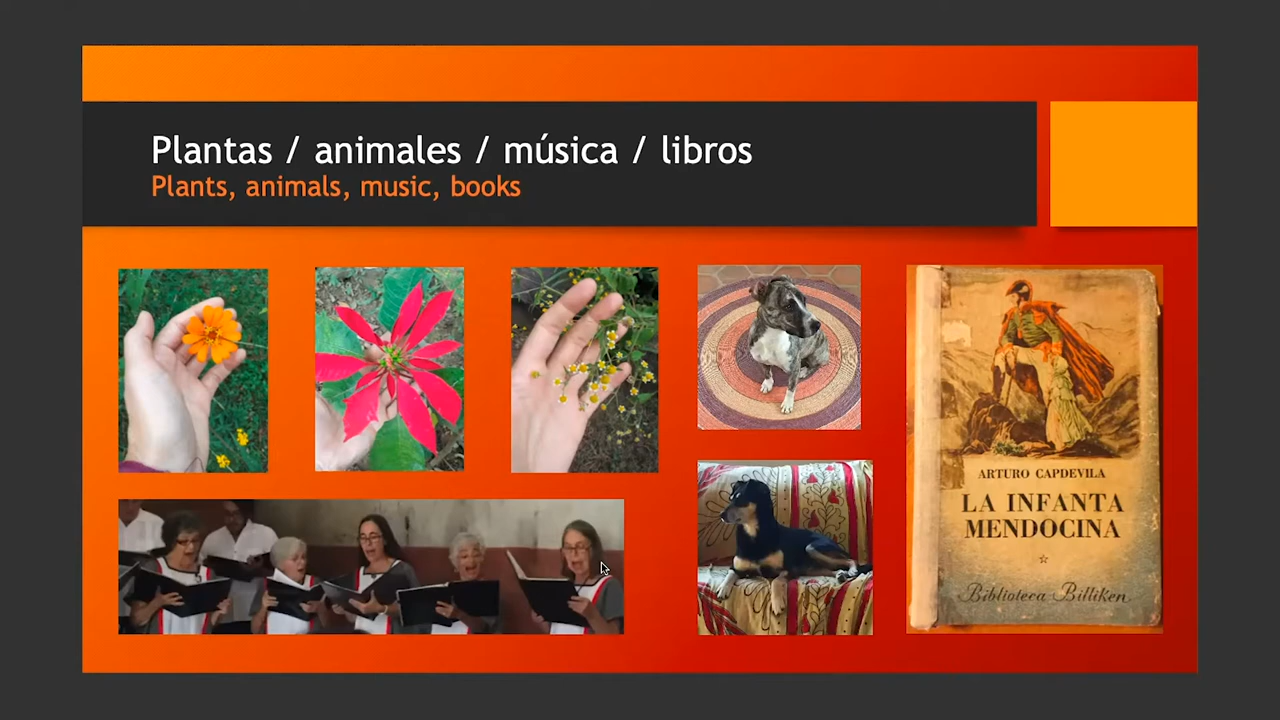 Plantas / animales / música / libros
Plants, animals, music, books
ARTURO CAPDEVILA
LA INFANTA
MENDOCINA
Biblioteca Billiken